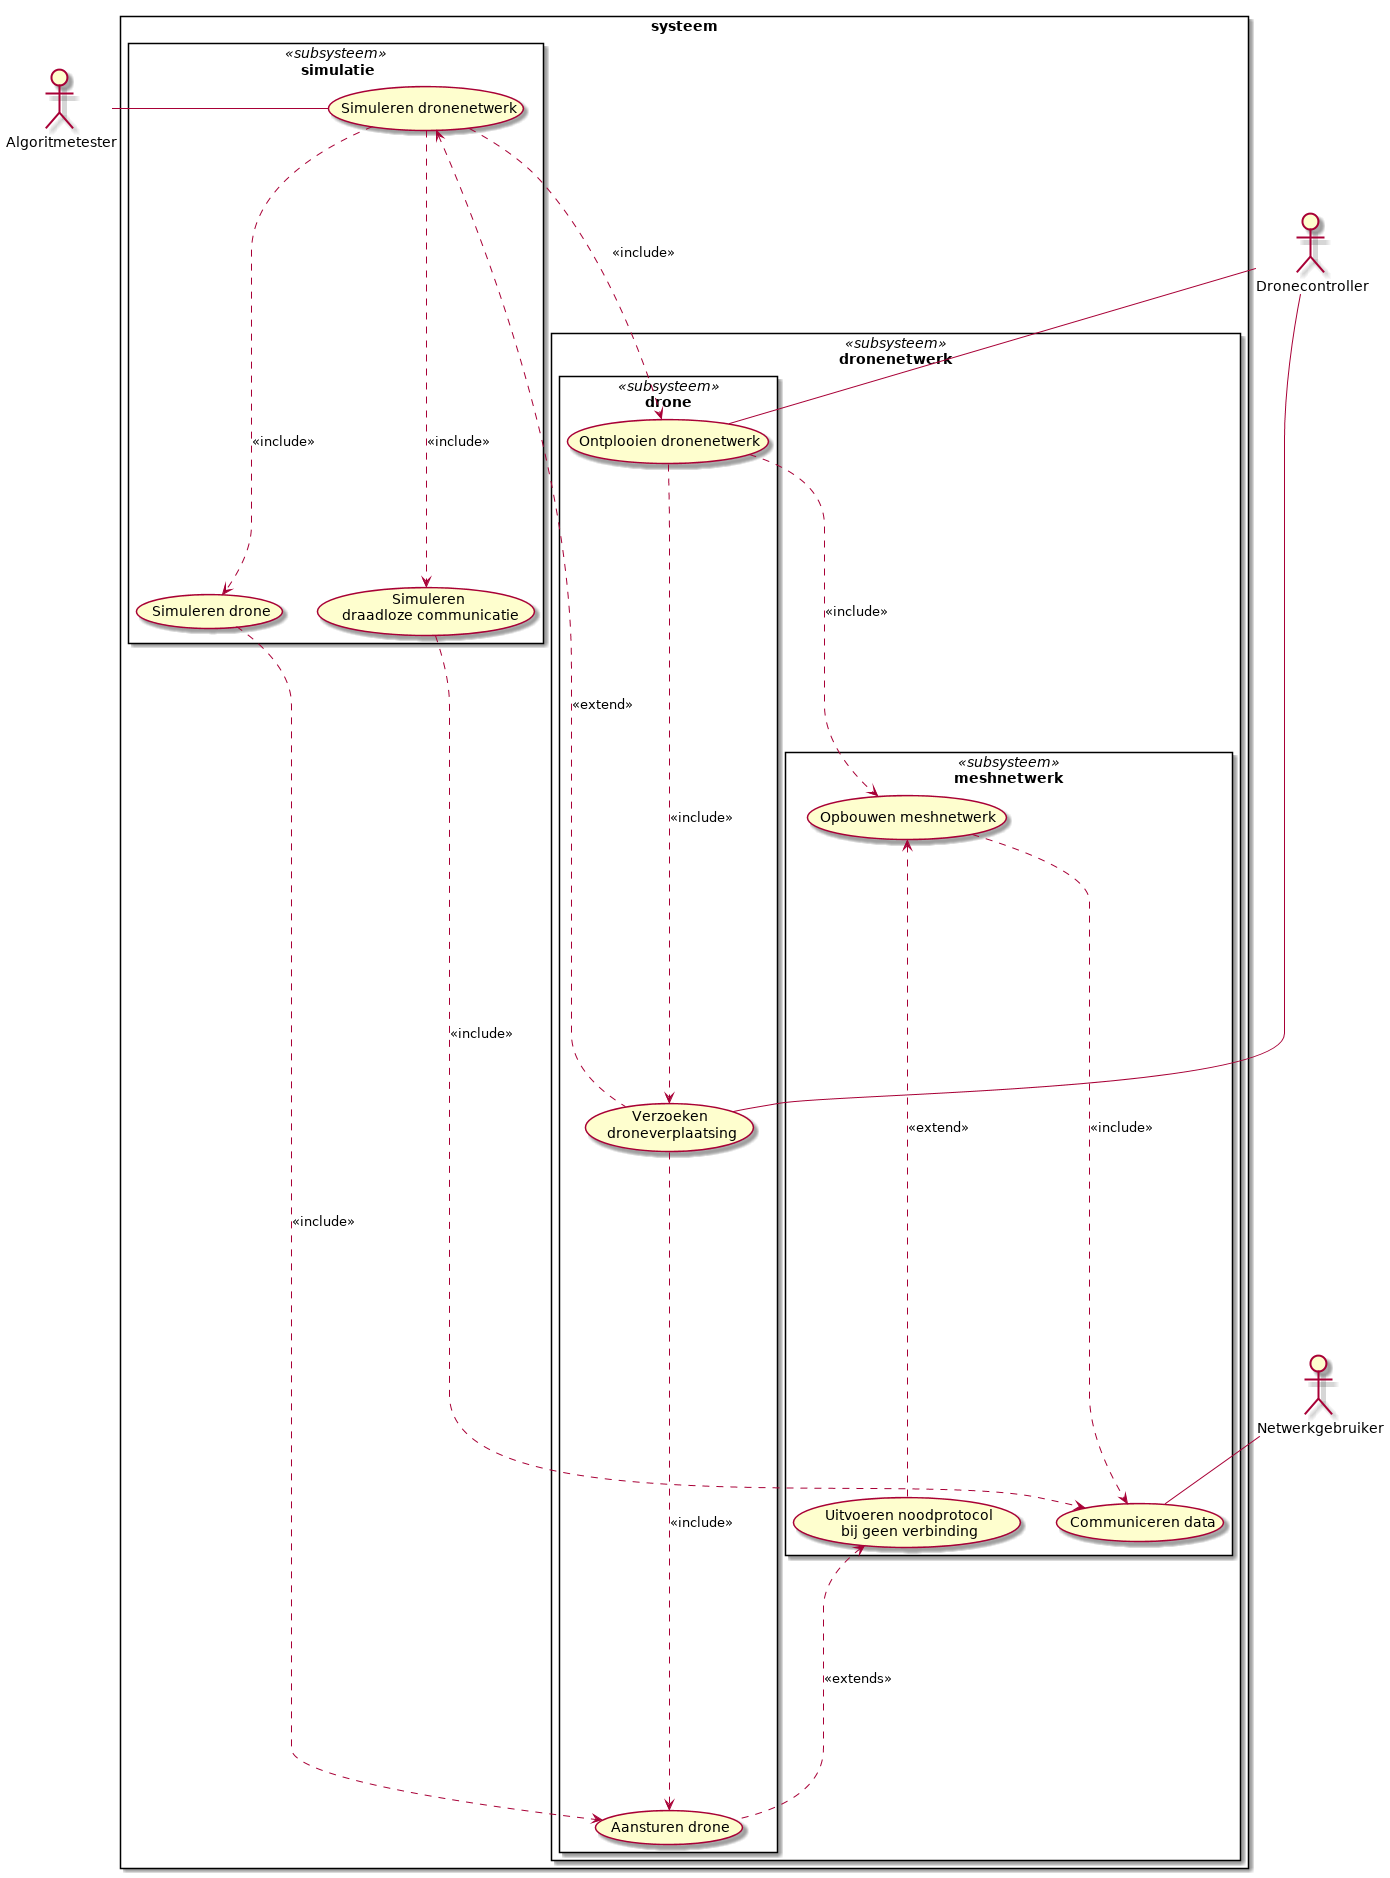 systeem
«subsysteem»
simulatie
Simuleren dronenetwerk
Algoritmetester
«include»
Dronecontroller
«subsysteem»
dronenetwerk
«subsysteem»
drone
Ontplooien dronenetwerk
«include»
«include»
Simuleren drone
Simuleren
draadloze communicatie
«include»
«extend»
«subsysteem»
meshnetwerk
Opbouwen meshnetwerk
«include»
«include»
Verzoeken
droneverplaatsing
«extend»
«include»
«include»
Netwerkgebruiker
«include»
Uitvoeren noodprotocol
bij geen verbinding
Communiceren data
«extends»
Aansturen drone